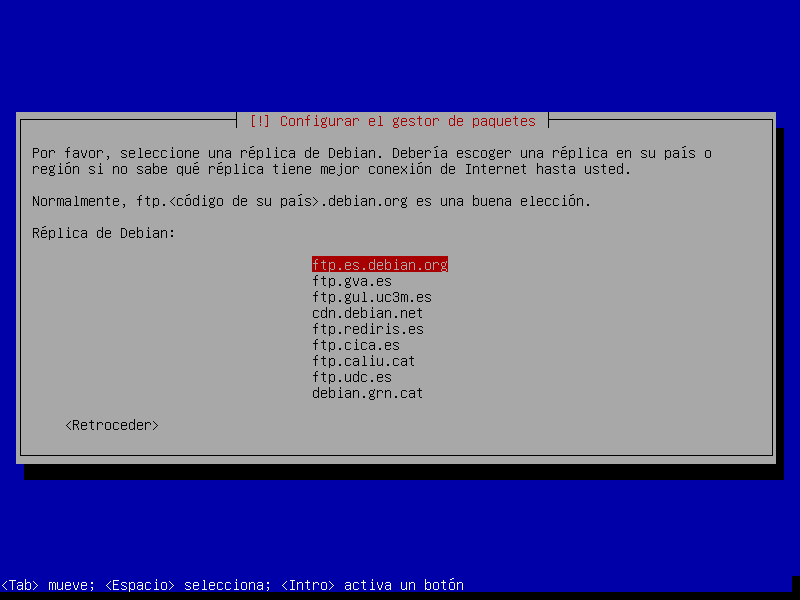 [!] Configurar el gestor de paquetes
Por favor, seleccione una réplica de Debian. Debería escoger una réplica en su país o
región si no sabe qué réplica tiene mejor conexión de Internet hasta usted.
Normalmente, ftp.<código de su país>.debian.org es una buena elección.
Réplica de Debian:
ftp.es.debian.org
ftp.gva.es
ftp.gul.uc3m.es
cdn.debian.net
ftp.rediris.es
ftp.cica.es
ftp.caliu.cat
ftp.udc.es
debian.grn.cat
<Retroceder>
<Tab> mueve; <Espacio> selecciona; <Intro> activa un botón